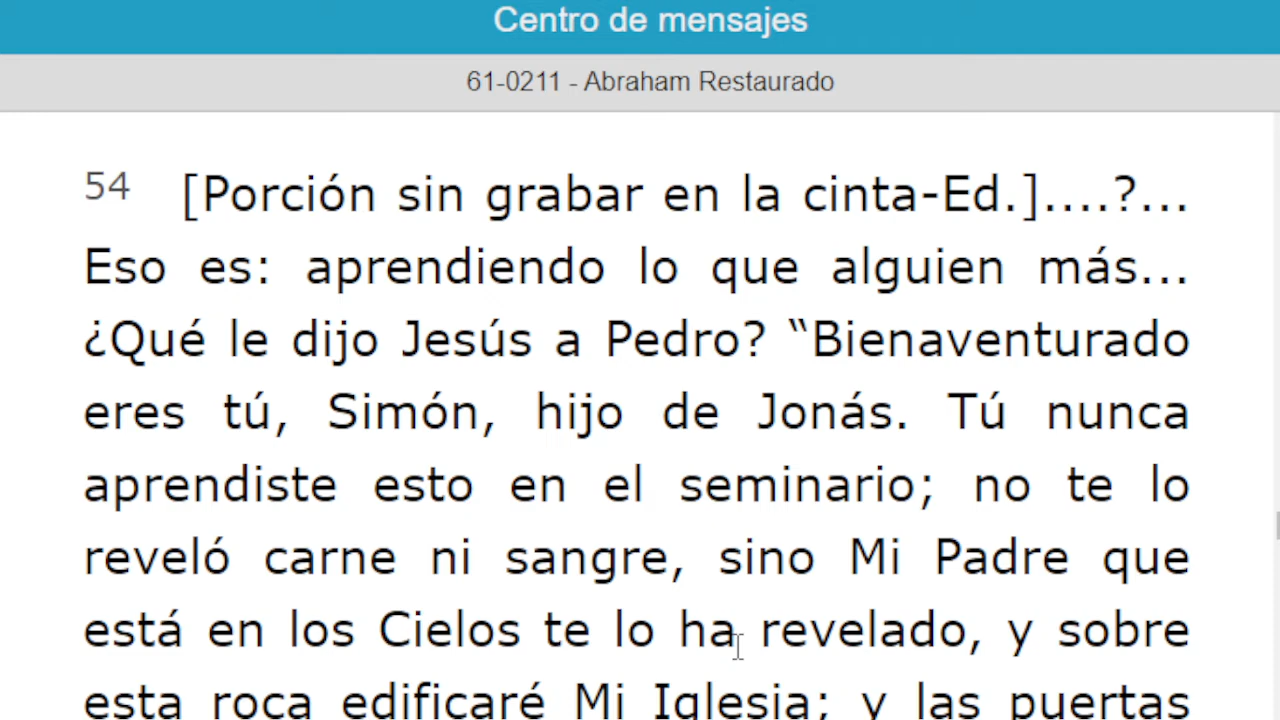 Centro de mensajes
61-0211 - Abraham Restaurado
54 [Porción sin grabar en la cinta-Ed.]....?...
Eso es: aprendiendo lo que alguien más...
¿Qué le dijo Jesús a Pedro? “Bienaventurado
eres tú, Simón, hijo de Jonás. Tú nunca
aprendiste esto en el seminario; no te lo
reveló carne ni sangre, sino Mi Padre que
está en los Cielos te lo ha revelado, y sobre
esta roca edificaré Mi Iglesia; y las puertas